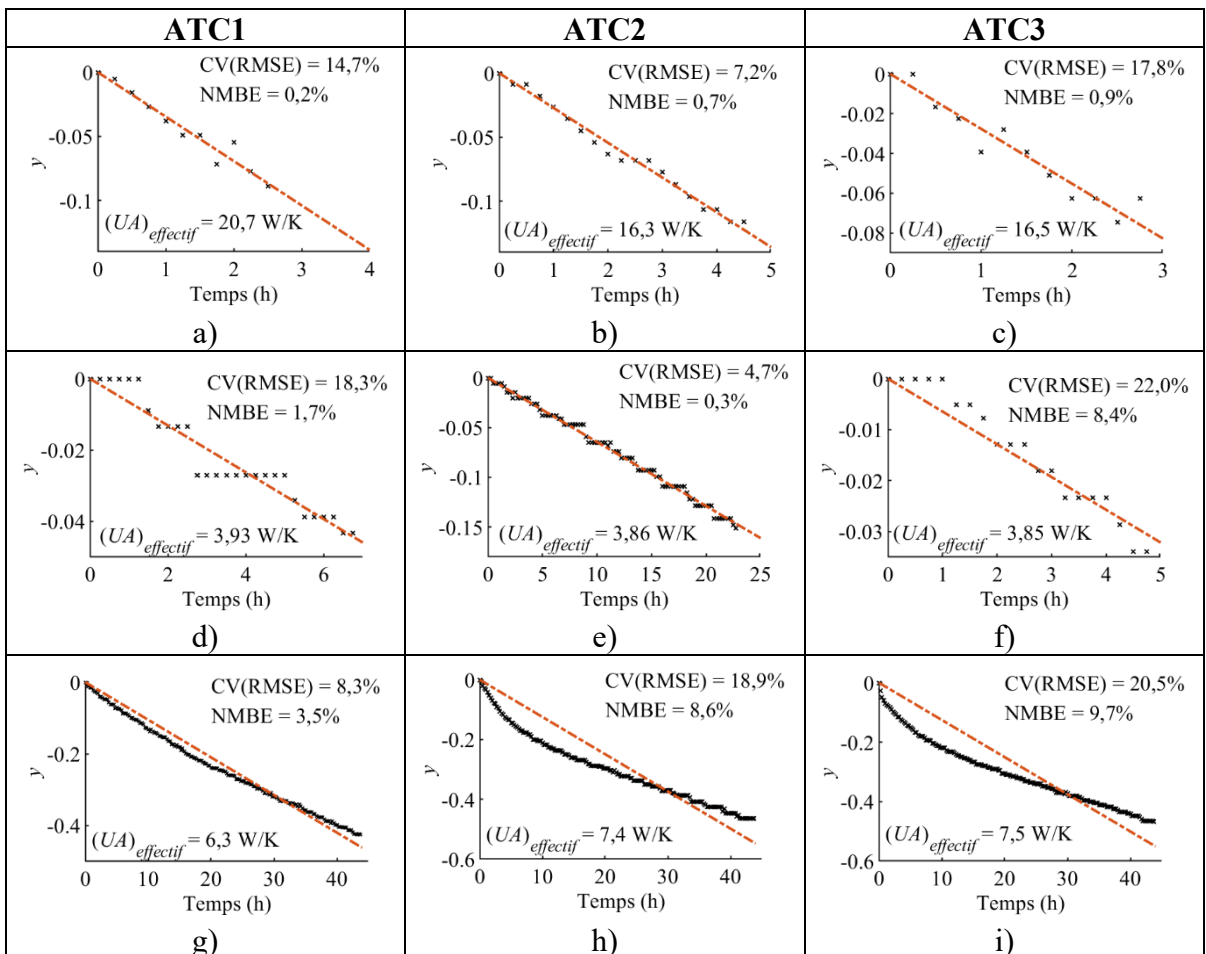 ATC1 ATC2 ATC3
CV(RMSE) = 14,7%
NMBE = 0,2%
0
-0.05
-0.1
y
(UA)effectif = 20,7 W/K
0 1 2 3 4
Temps (h)
a)
CV(RMSE) = 7,2%
NMBE = 0,7%
0
-0.05
-0.1
y
(UA)effectif = 16,3 W/K
0 1 2 3 4 5
Temps (h)
b)
CV(RMSE) = 17,8%
NMBE = 0,9%
0
-0.02
-0.04
-0.06
-0.08
y
(UA)effectif = 16,5 W/K
0 1 2 3
Temps (h)
c)
CV(RMSE) = 18,3%
NMBE = 1,7%
0
-0.02
-0.04
y
(UA)effectif = 3,93 W/K
0 2 4 6
Temps (h)
d)
CV(RMSE) = 4,7%
NMBE = 0,3%
0
-0.05
-0.1
-0.15
y
(UA)effectif = 3,86 W/K
0 5 10 15 20 25
Temps (h)
e)
CV(RMSE) = 22,0%
NMBE = 8,4%
0
-0.01
-0.02
-0.03
y
(UA)effectif = 3,85 W/K
0 1 2 3 4 5
Temps (h)
f)
CV(RMSE) = 8,3%
NMBE = 3,5%
0
-0.2
-0.4
y
(UA)effectif = 6,3 W/K
0 10 20 30 40
Temps (h)
g)
CV(RMSE) = 18,9%
NMBE = 8,6%
0
-0.2
-0.4
-0.6
y
(UA)effectif = 7,4 W/K
0 10 20 30 40
Temps (h)
h)
CV(RMSE) = 20,5%
NMBE = 9,7%
0
-0.2
-0.4
-0.6
y
(UA)effectif = 7,5 W/K
0 10 20 30 40
Temps (h)
i)